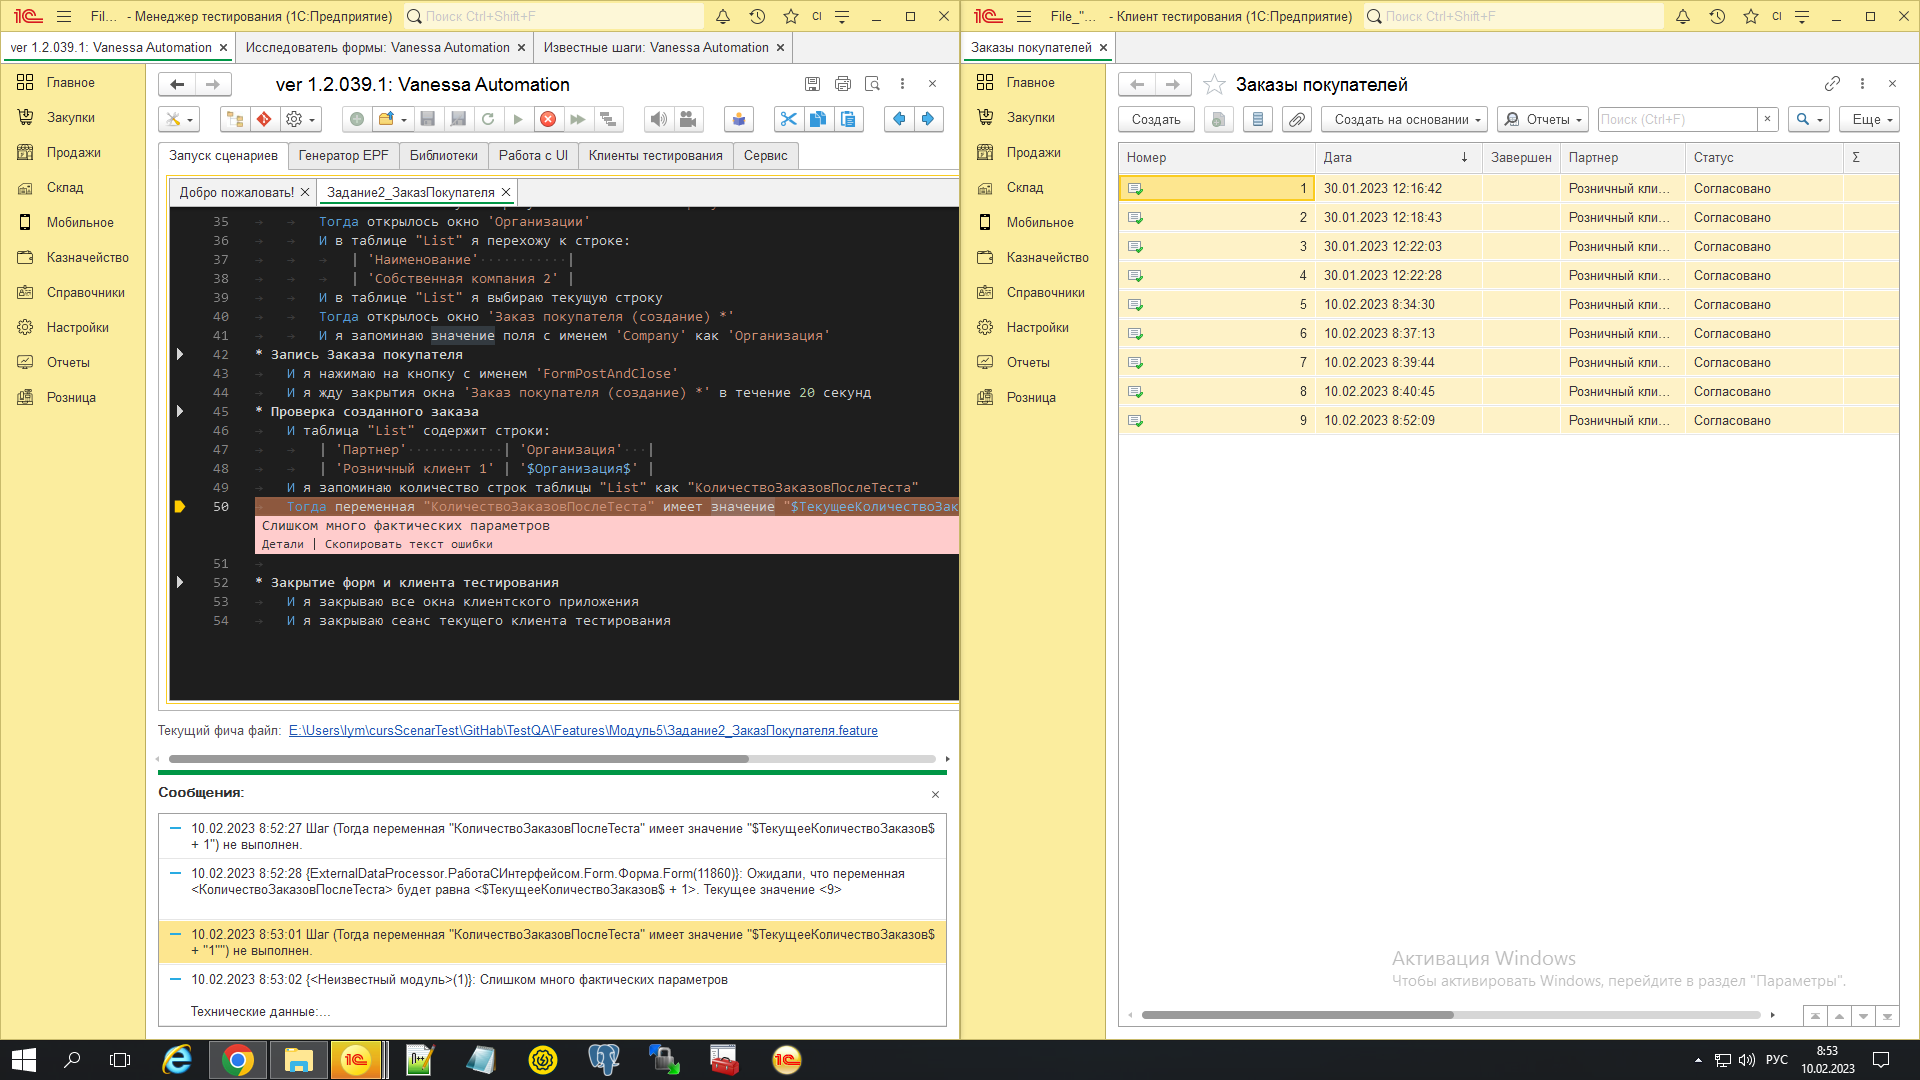 Fil... - Менеджер тестирования (1С:Предприятие)
Поиск Ctrl+Shift+F
CI
File_"... - Клиент тестирования (1С:Предприятие)
Поиск Ctrl+Shift+F
CI
ver 1.2.039.1: Vanessa Automation
Исследователь формы: Vanessa Automation
Известные шаги: Vanessa Automation
Заказы покупателей
Главное
Закупки
Продажи
Склад
Мобильное
Казначейство
Справочники
Настройки
Отчеты
Розница
ver 1.2.039.1: Vanessa Automation
Запуск сценариев
Генератор EPF
Библиотеки
Работа с UI
Клиенты тестирования
Сервис
Добро пожаловать!
Задание2_ЗаказПокупателя
35 Тогда открылось окно 'Организации'
36 И в таблице "List" я перехожу к строке:
37 | 'Наименование' |
38 | 'Собственная компания 2' |
39 И в таблице "List" я выбираю текущую строку
40 Тогда открылось окно 'Заказ покупателя (создание) *'
41 И я запоминаю значение поля с именем 'Company' как 'Организация'
42 * Запись Заказа покупателя
43 И я нажимаю на кнопку с именем 'FormPostAndClose'
44 И я жду закрытия окна 'Заказ покупателя (создание) *' в течение 20 секунд
45 * Проверка созданного заказа
46 И таблица "List" содержит строки:
47 | 'Партнер' | 'Организация' |
48 | 'Розничный клиент 1' | '$Организация$' |
49 И я запоминаю количество строк таблицы "List" как "КоличествоЗаказовПослеТеста"
50 Тогда переменная "КоличествоЗаказовПослеТеста" имеет значение "$ТекущееКоличествоЗак
Слишком много фактических параметров
Детали | Скопировать текст ошибки
51
52 * Закрытие форм и клиента тестирования
53 И я закрываю все окна клиентского приложения
54 И я закрываю сеанс текущего клиента тестирования
Текущий фича файл: E:\Users\lym\cursScenarTest\GitHab\TestQA\Features\Модуль5\Задание2_ЗаказПокупателя.feature
Сообщения:
10.02.2023 8:52:27 Шаг (Тогда переменная "КоличествоЗаказовПослеТеста" имеет значение "$ТекущееКоличествоЗаказов$
+ 1") не выполнен.
10.02.2023 8:52:28 {ExternalDataProcessor.РаботаСИнтерфейсом.Form.Форма.Form(11860)}: Ожидали, что переменная
<КоличествоЗаказовПослеТеста> будет равна <$ТекущееКоличествоЗаказов$ + 1>. Текущее значение <9>
10.02.2023 8:53:01 Шаг (Тогда переменная "КоличествоЗаказовПослеТеста" имеет значение "$ТекущееКоличествоЗаказов$
+ "1"") не выполнен.
10.02.2023 8:53:02 {<Неизвестный модуль>(1)}: Слишком много фактических параметров
Технические данные:...
Главное
Закупки
Продажи
Склад
Мобильное
Казначейство
Справочники
Настройки
Отчеты
Розница
Заказы покупателей
Создать
Создать на основании
Отчеты
Поиск (Ctrl+F)
Еще
Номер Дата Завершен Партнер Статус Σ
1 30.01.2023 12:16:42 Розничный кли... Согласовано
2 30.01.2023 12:18:43 Розничный кли... Согласовано
3 30.01.2023 12:22:03 Розничный кли... Согласовано
4 30.01.2023 12:22:28 Розничный кли... Согласовано
5 10.02.2023 8:34:30 Розничный кли... Согласовано
6 10.02.2023 8:37:13 Розничный кли... Согласовано
7 10.02.2023 8:39:44 Розничный кли... Согласовано
8 10.02.2023 8:40:45 Розничный кли... Согласовано
9 10.02.2023 8:52:09 Розничный кли... Согласовано
Активация Windows
Чтобы активировать Windows, перейдите в раздел "Параметры".
РУС
8:53
10.02.2023